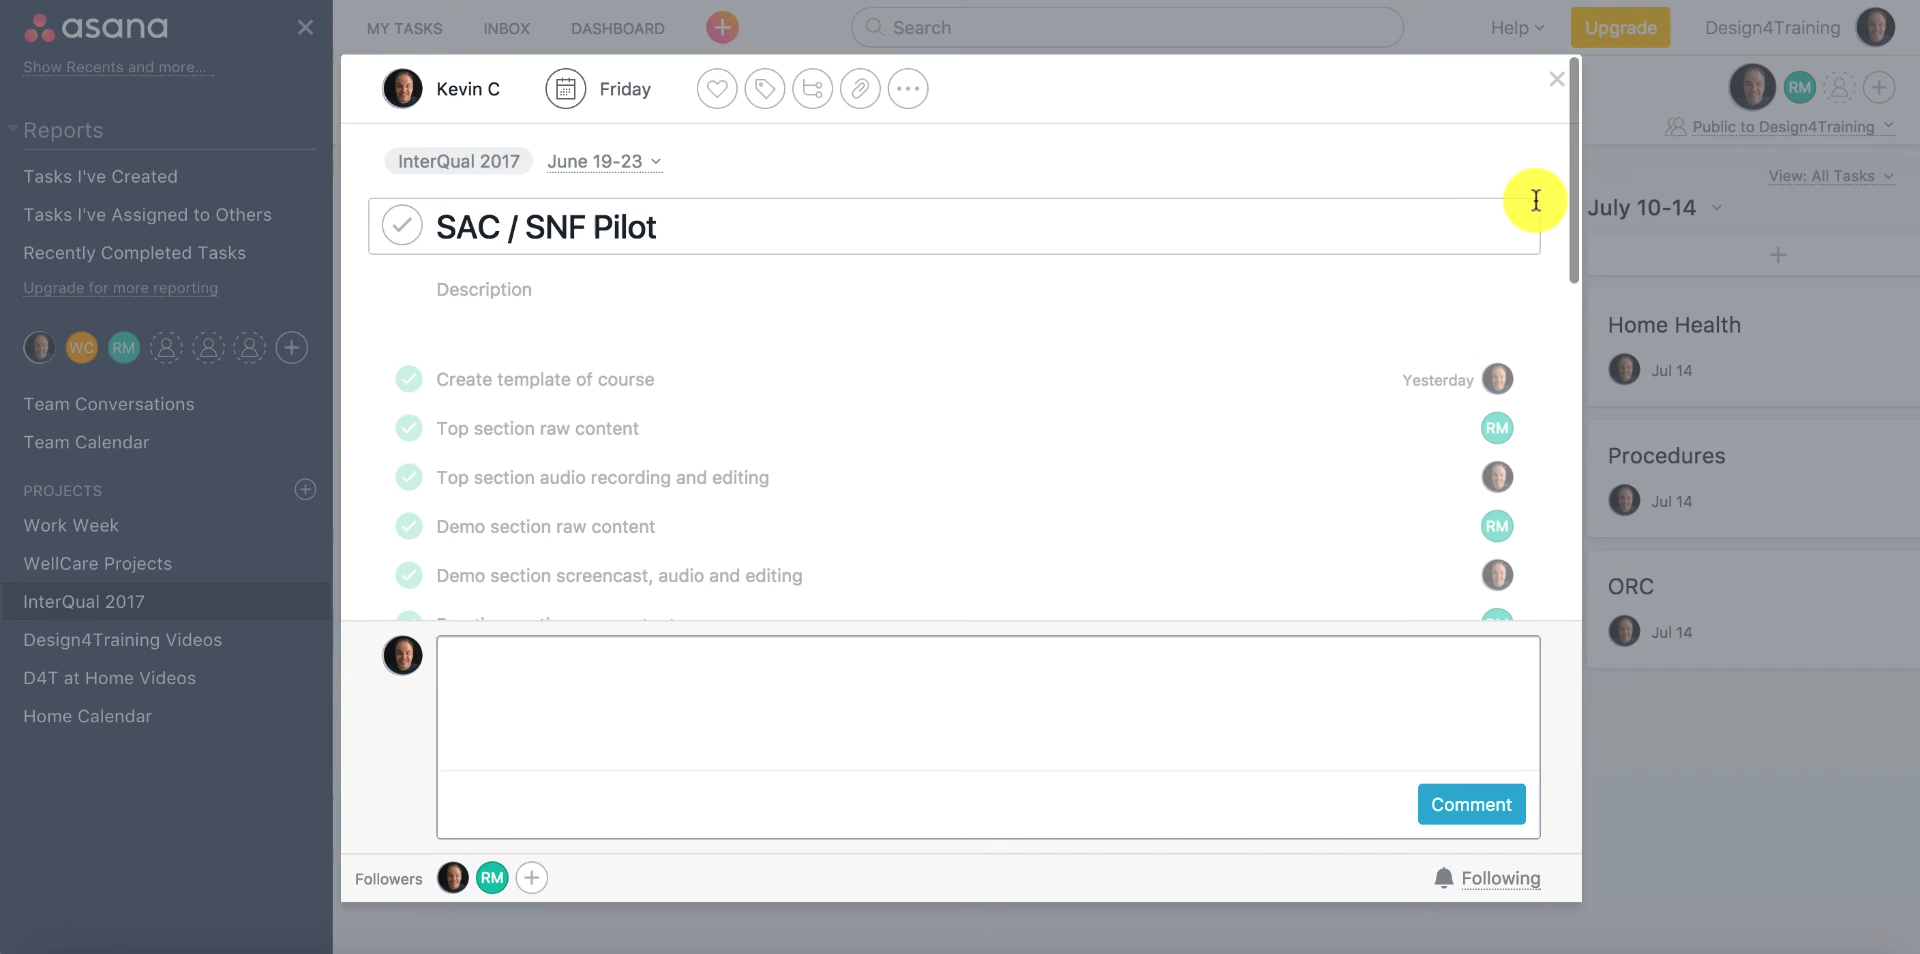 asana
Show Recents and more...
MY TASKS
INBOX
DASHBOARD
Search
Help
Upgrade
Design4Training
Reports
Tasks I've Created
Tasks I've Assigned to Others
Recently Completed Tasks
Upgrade for more reporting
WC
RM
Team Conversations
Team Calendar
PROJECTS
Work Week
WellCare Projects
InterQual 2017
Design4Training Videos
D4T at Home Videos
Home Calendar
Kevin C
Friday
InterQual 2017
June 19-23
SAC / SNF Pilot
Description
Create template of course
Yesterday
Top section raw content
RM
Top section audio recording and editing
Demo section raw content
RM
Demo section screencast, audio and editing
Comment
Followers
RM
Following
RM
Public to Design4Training
View: All Tasks
July 10-14
Home Health
Jul 14
Procedures
Jul 14
ORC
Jul 14